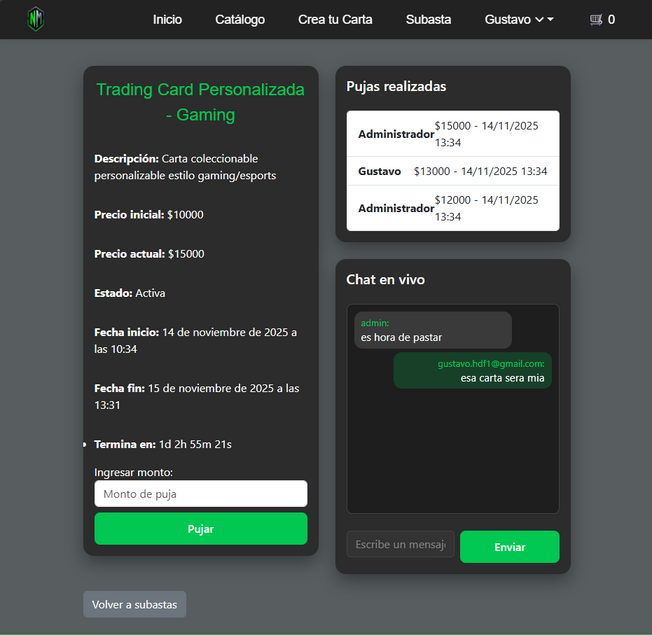 NM
Inicio
Catálogo
Crea tu Carta
Subasta
Gustavo
0
Trading Card Personalizada
- Gaming
Descripción: Carta coleccionable
personalizable estilo gaming/esports
Precio inicial: $10000
Precio actual: $15000
Estado: Activa
Fecha inicio: 14 de noviembre de 2025 a
las 10:34
Fecha fin: 15 de noviembre de 2025 a las
13:31
Termina en: 1d 2h 55m 21s
Ingresar monto:
Monto de puja
Pujar
Volver a subastas
Pujas realizadas
Administrador $15000 - 14/11/2025
13:34
Gustavo $13000 - 14/11/2025 13:34
Administrador $12000 - 14/11/2025
13:34
Chat en vivo
admin:
es hora de pastar
gustavo.hdf1@gmail.com:
esa carta sera mia
Escribe un mensaj
Enviar